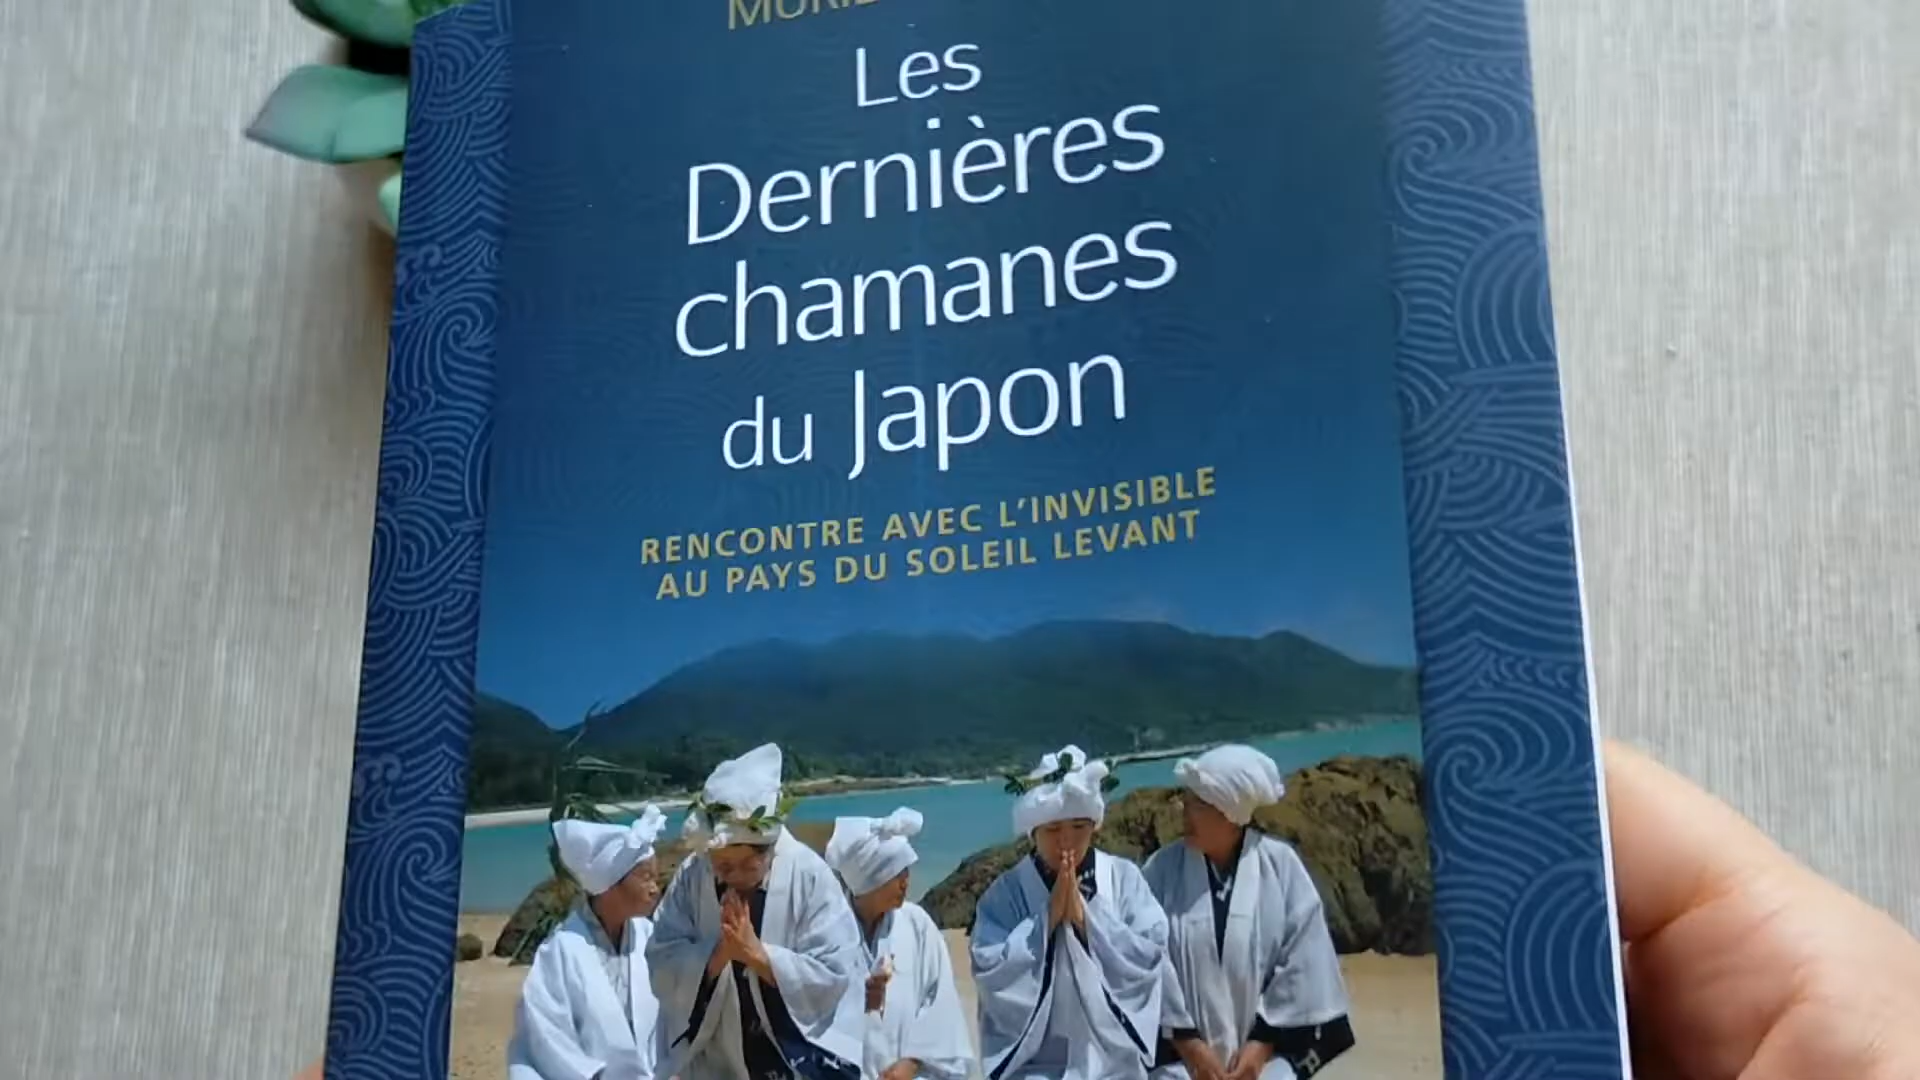 Les
Dernières
chamanes
du Japon
RENCONTRE AVEC L'INVISIBLE
AU PAYS DU SOLEIL LEVANT